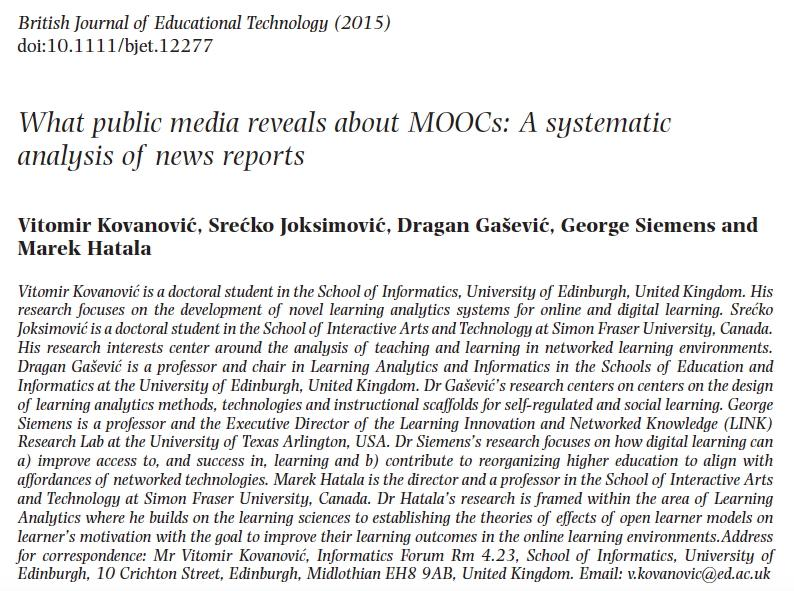 British Journal of Educational Technology (2015)
doi:10.1111/bjet.12277
What public media reveals about MOOCs: A systematic
analysis of news reports
Vitomir Kovanović, Srećko Joksimović, Dragan Gašević, George Siemens and
Marek Hatala
Vitomir Kovanović is a doctoral student in the School of Informatics, University of Edinburgh, United Kingdom. His
research focuses on the development of novel learning analytics systems for online and digital learning. Srećko
Joksimović is a doctoral student in the School of Interactive Arts and Technology at Simon Fraser University, Canada.
His research interests center around the analysis of teaching and learning in networked learning environments.
Dragan Gašević is a professor and chair in Learning Analytics and Informatics in the Schools of Education and
Informatics at the University of Edinburgh, United Kingdom. Dr Gašević's research centers on centers on the design
of learning analytics methods, technologies and instructional scaffolds for self-regulated and social learning. George
Siemens is a professor and the Executive Director of the Learning Innovation and Networked Knowledge (LINK)
Research Lab at the University of Texas Arlington, USA. Dr Siemens's research focuses on how digital learning can
a) improve access to, and success in, learning and b) contribute to reorganizing higher education to align with
affordances of networked technologies. Marek Hatala is the director and a professor in the School of Interactive Arts
and Technology at Simon Fraser University, Canada. Dr Hatala's research is framed within the area of Learning
Analytics where he builds on the learning sciences to establishing the theories of effects of open learner models on
learner's motivation with the goal to improve their learning outcomes in the online learning environments.Address
for correspondence: Mr Vitomir Kovanović, Informatics Forum Rm 4.23, School of Informatics, University of
Edinburgh, 10 Crichton Street, Edinburgh, Midlothian EH8 9AB, United Kingdom. Email: v.kovanovic@ed.ac.uk